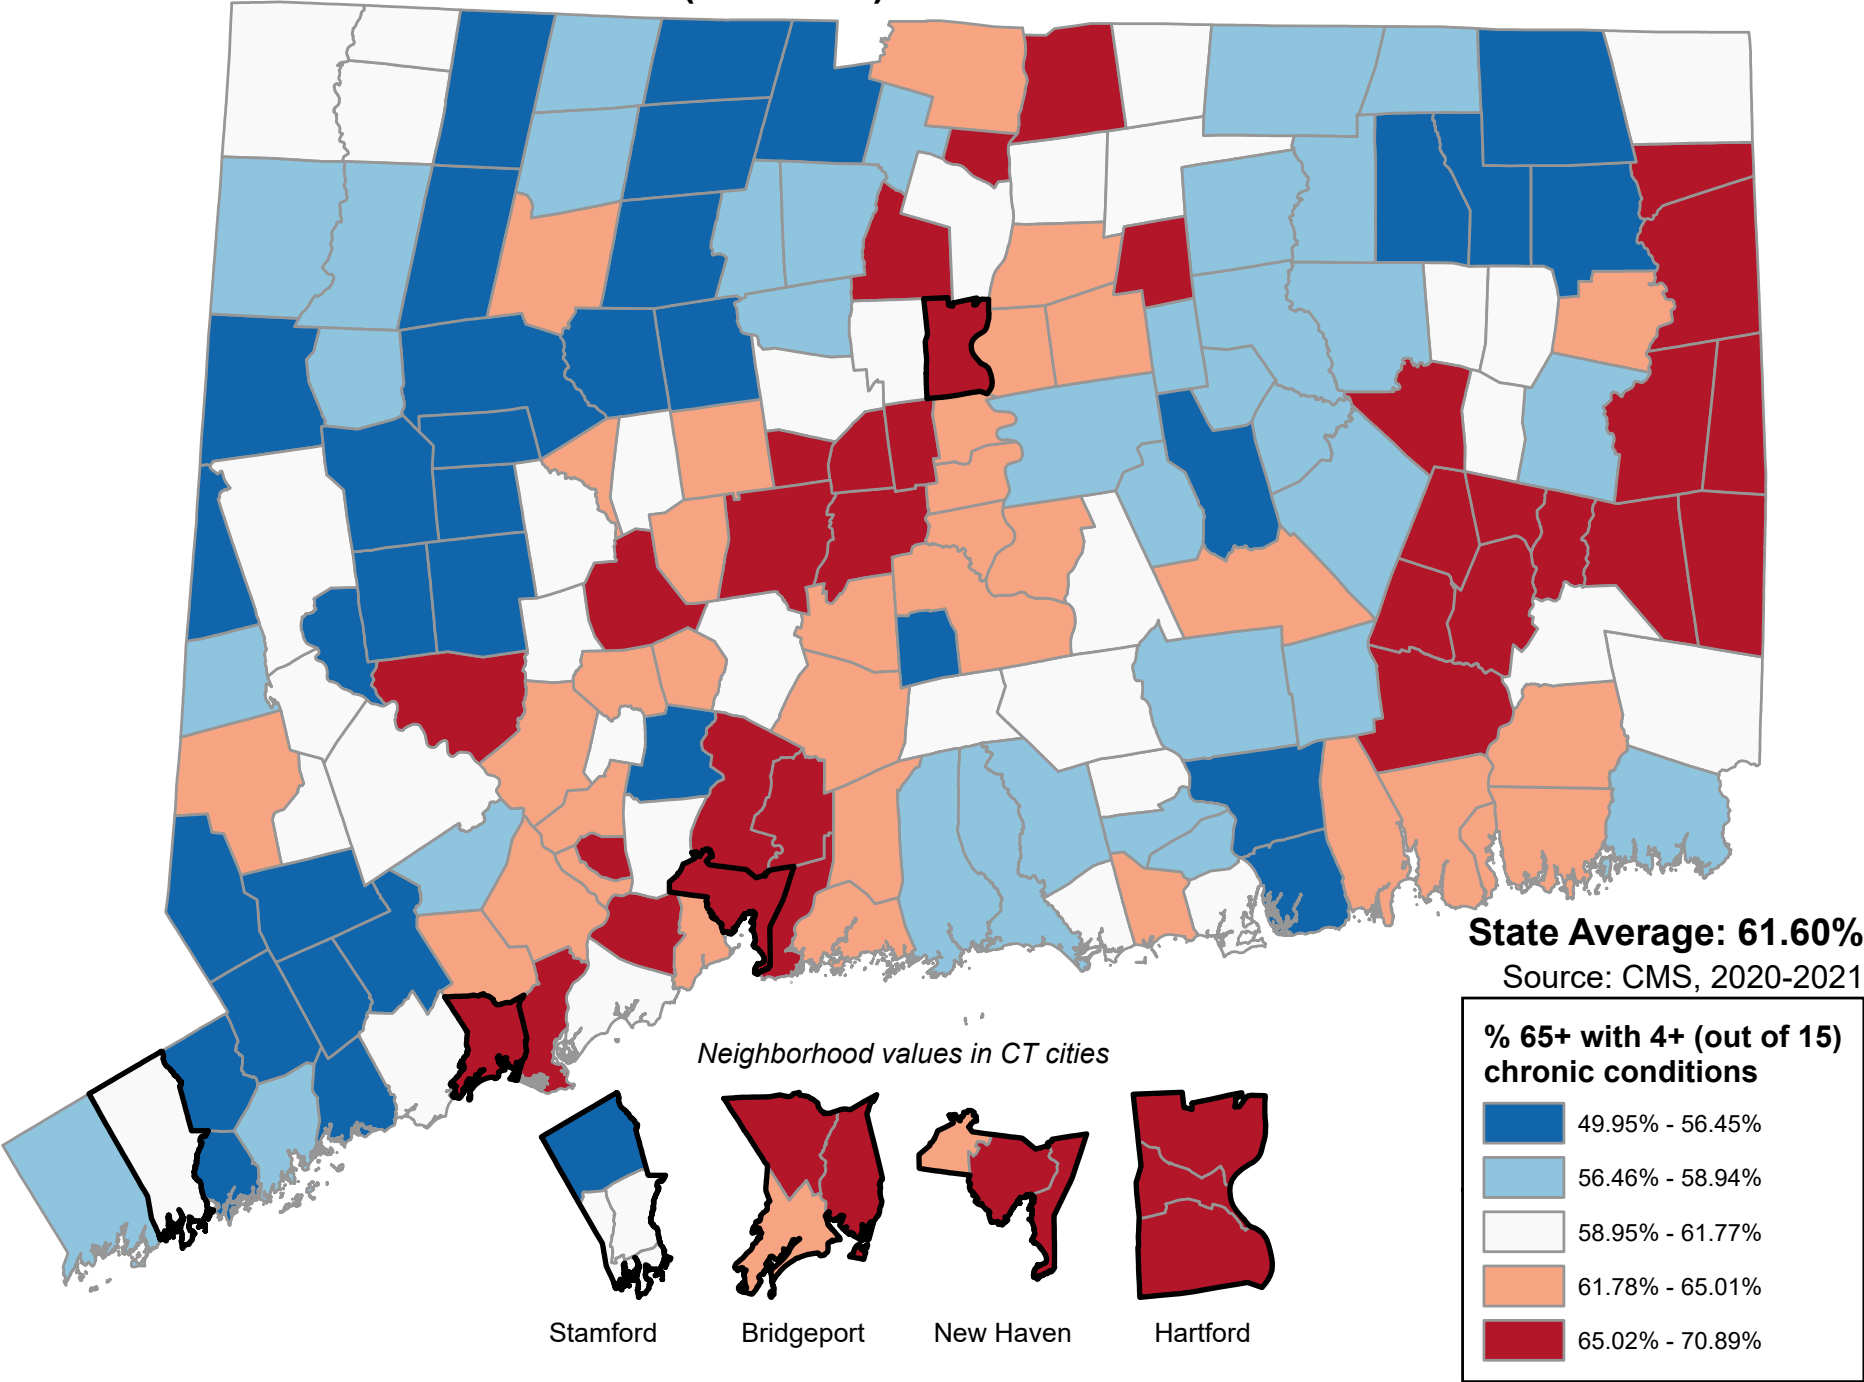 State Average: 61.60%
Source: CMS, 2020-2021
% 65+ with 4+ (out of 15)
chronic conditions
49.95% - 56.45%
56.46% - 58.94%
58.95% - 61.77%
61.78% - 65.01%
65.02% - 70.89%
Neighborhood values in CT cities
Stamford
Bridgeport
New Haven
Hartford